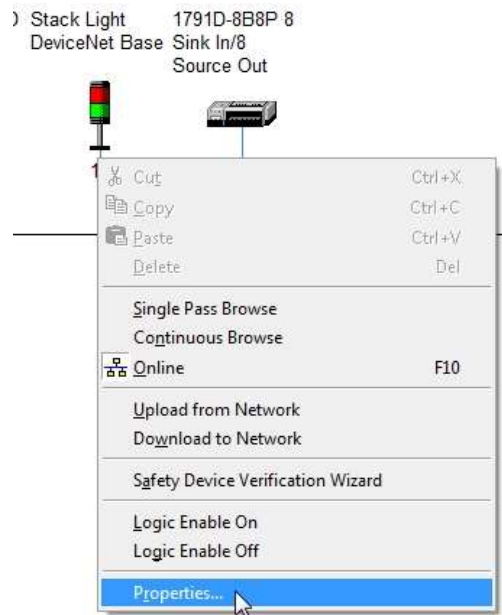 Stack Light
DeviceNet Base
1791D-8B8P 8
Sink In/8
Source Out
Cut Ctrl+X
Copy Ctrl+C
Paste Ctrl+V
Delete Del
Single Pass Browse
Continuous Browse
Online F10
Upload from Network
Download to Network
Safety Device Verification Wizard
Logic Enable On
Logic Enable Off
Properties...